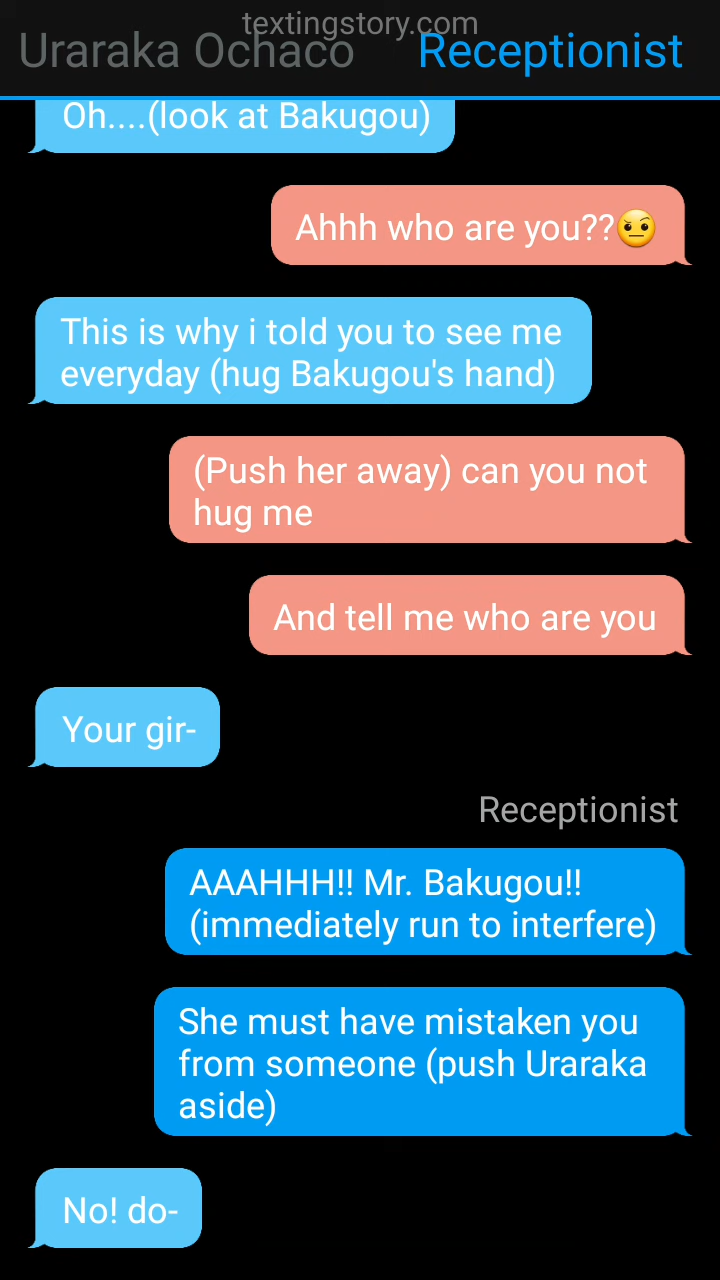 textingstory.com
Uraraka Ochaco Receptionist
Oh....(look at Bakugou)
Ahhh who are you??🤨
This is why i told you to see me
everyday (hug Bakugou's hand)
(Push her away) can you not
hug me
And tell me who are you
Your gir-
Receptionist
AAAHHH!! Mr. Bakugou!!
(immediately run to interfere)
She must have mistaken you
from someone (push Uraraka
aside)
No! do-